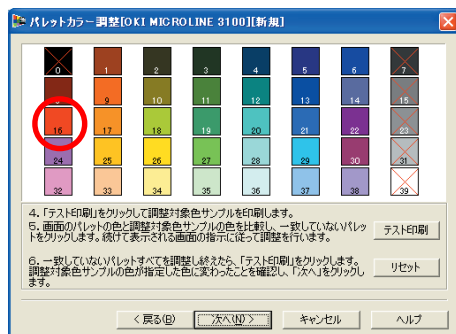 パレットカラー調整[OKI MICROLINE 3100][新規]
0 1 2 3 4 5 6 7
8 9 10 11 12 13 14 15
16 17 18 19 20 21 22 23
24 25 26 27 28 29 30 31
32 33 34 35 36 37 38 39
4. 「テスト印刷」をクリックして調整対象色サンプルを印刷します。
5. 画面のパレットの色と調整対象色サンプルの色を比較し、一致していないパレッ
トをクリックします。続けて表示される画面の指示に従って調整を行います。
テスト印刷
6. 一致していないパレットすべてを調整し終えたら、「テスト印刷」をクリックします。
調整対象色サンプルの色が指定した色に変わったことを確認し、「次へ」をクリックし
ます。
リセット
< 戻る(B)
次へ(N) >
キャンセル
ヘルプ